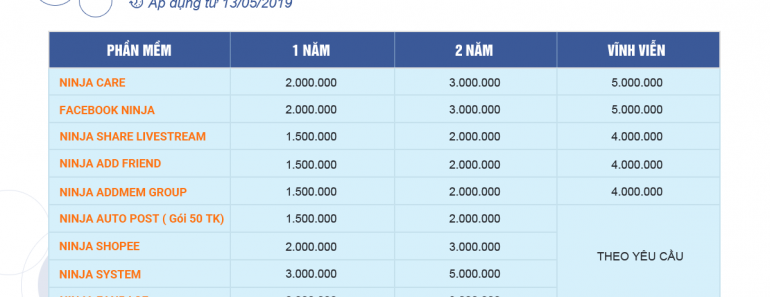 Áp dụng từ 13/05/2019
PHẦN MỀM 1 NĂM 2 NĂM VĨNH VIỄN
NINJA CARE 2.000.000 3.000.000 5.000.000
FACEBOOK NINJA 2.000.000 3.000.000 5.000.000
NINJA SHARE LIVESTREAM 1.500.000 2.000.000 4.000.000
NINJA ADD FRIEND 1.500.000 2.000.000 4.000.000
NINJA ADDMEM GROUP 1.500.000 2.000.000 4.000.000
NINJA AUTO POST ( Gói 50 TK) 1.500.000 2.000.000
NINJA SHOPEE 2.000.000 3.000.000
THEO YÊU CẦU
NINJA SYSTEM 3.000.000 5.000.000